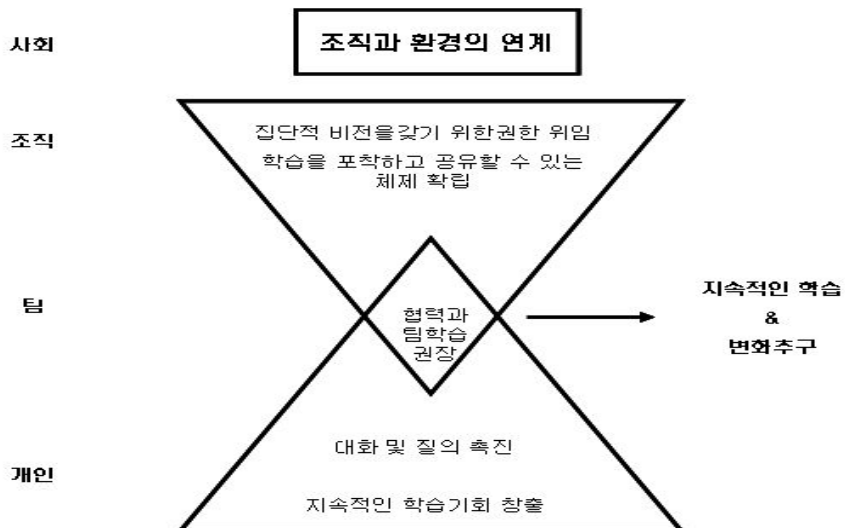 사회
조직과 환경의 연계
조직
집단적 비전을갖기 위한권한 위임
학습을 포착하고 공유할 수 있는
체제 확립
팀
협력과
팀학습
권장
지속적인 학습
&
변화추구
대화 및 질의 촉진
개인
지속적인 학습기회 창출